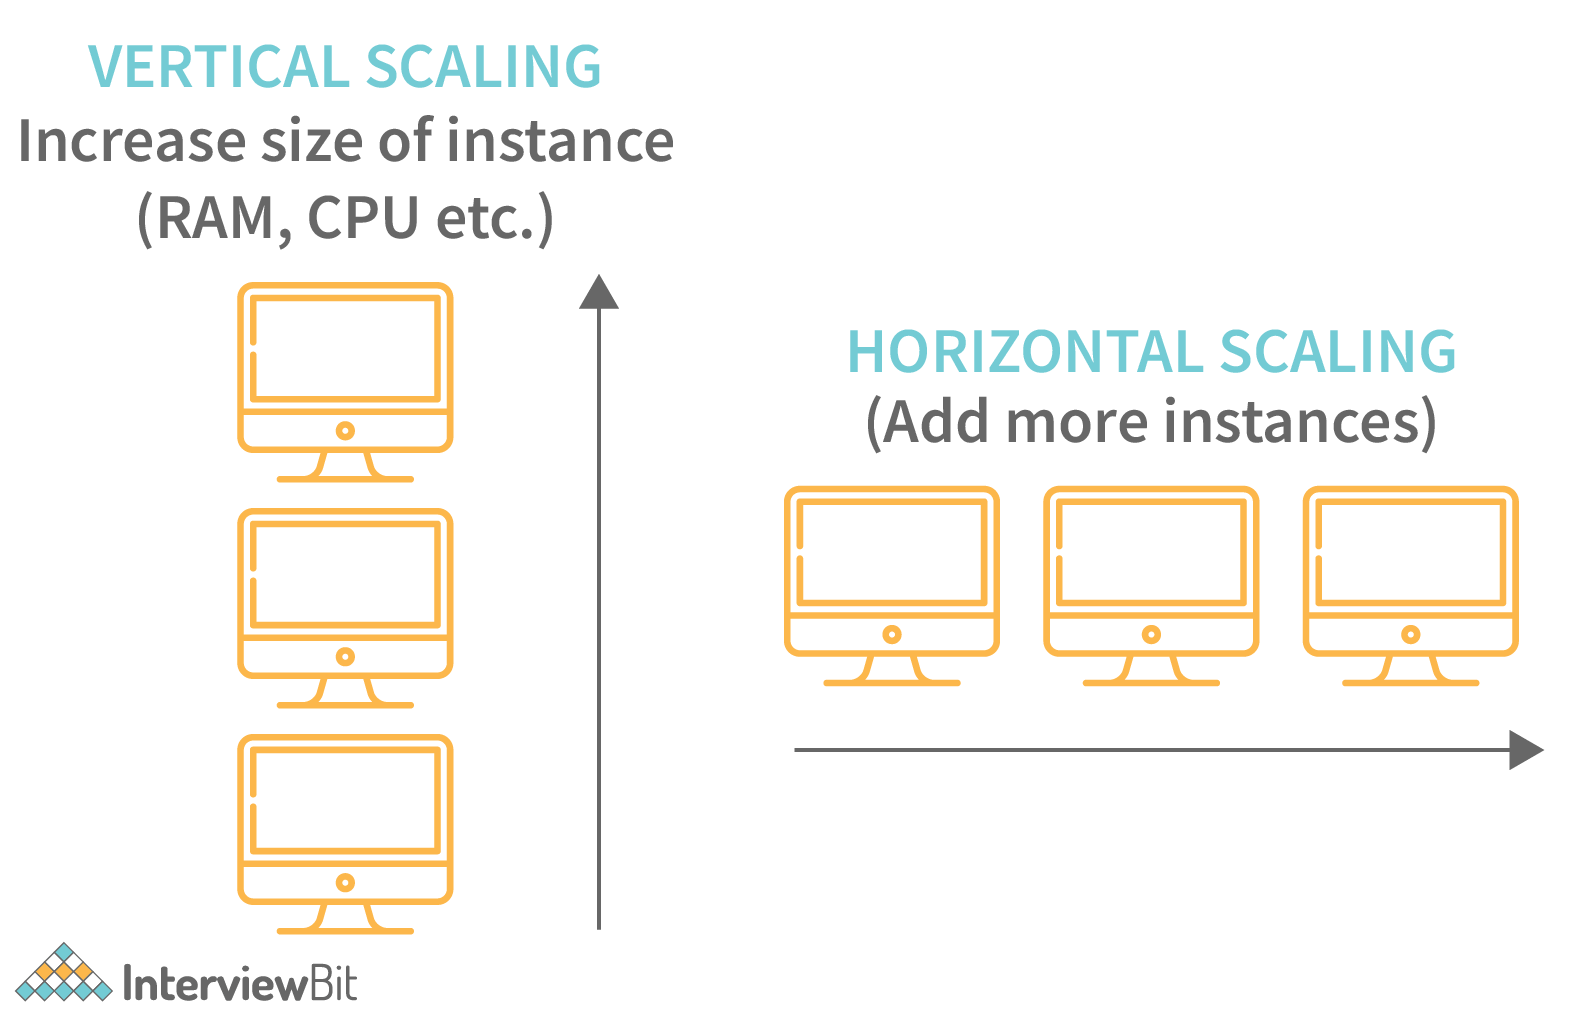 VERTICAL SCALING
Increase size of instance
(RAM, CPU etc.)
HORIZONTAL SCALING
(Add more instances)
InterviewBit